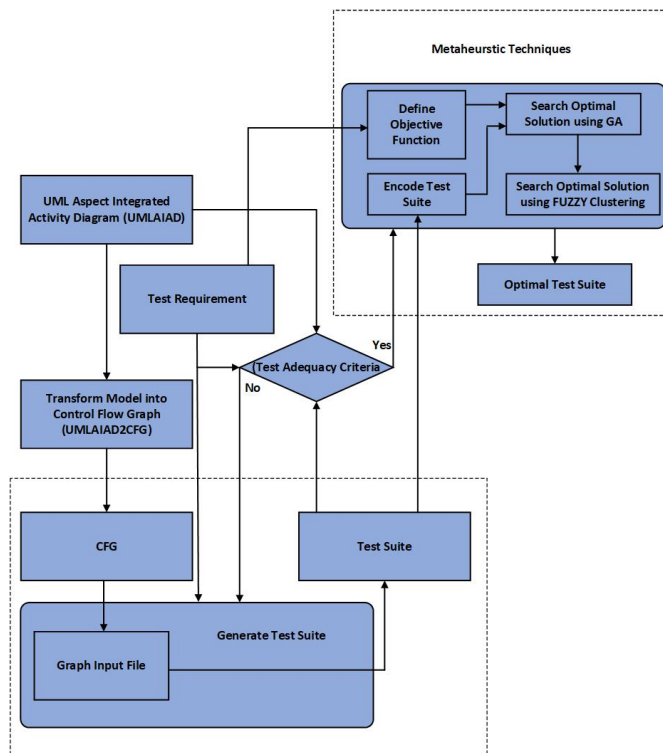 Metaheurstic Techniques
Define
Objective
Function
Search Optimal
Solution using GA
Encode Test
Suite
Search Optimal Solution
using FUZZY Clustering
UML Aspect Integrated
Activity Diagram (UMLAIAD)
Optimal Test Suite
Test Requirement
Yes
(Test Adequacy Criteria
No
Transform Model into
Control Flow Graph
(UMLAIAD2CFG)
CFG
Test Suite
Generate Test Suite
Graph Input File